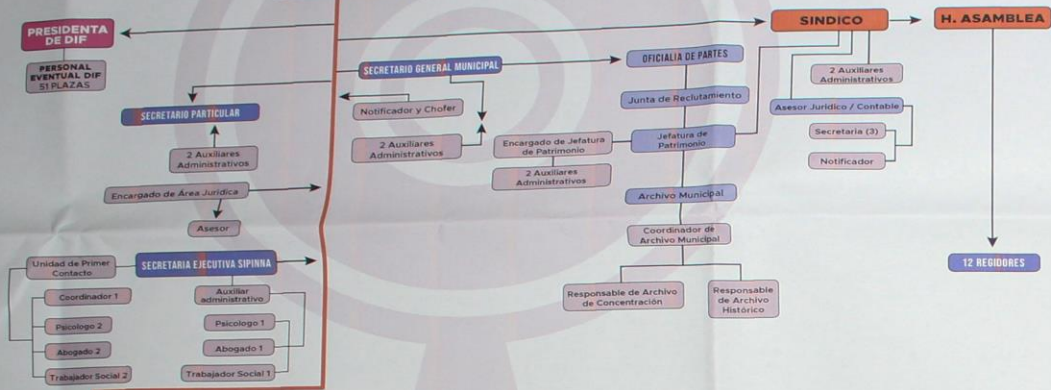 PRESIDENTA
DE DIF
PERSONAL
EVENTUAL DIF
51 PLAZAS
SECRETARIO PARTICULAR
2 Auxiliares
Administrativos
Encargado de Área Jurídica
Asesor
Unidad de Primer
Contacto
SECRETARIA EJECUTIVA SIPINNA
Coordinador 1
Psicologo 2
Abogado 2
Trabajador Social 2
Auxiliar
administrativo
Psicologo 1
Abogado 1
Trabajador Social 1
SECRETARIO GENERAL MUNICIPAL
Notificador y Chofer
2 Auxiliares
Administrativos
OFICIALIA DE PARTES
Junta de Reclutamiento
Encargado de Jefatura
de Patrimonio
Jefatura de
Patrimonio
2 Auxiliares
Administrativos
Archivo Municipal
Coordinador de
Archivo Municipal
Responsable de Archivo
de Concentración
Responsable
de Archivo
Histórico
SINDICO
2 Auxiliares
Administrativos
Asesor Jurídico / Contable
Secretaria (3)
Notificador
H. ASAMBLEA
12 REGIDORES